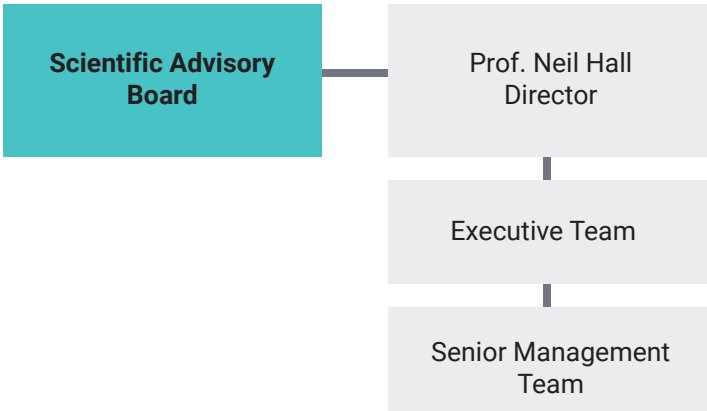 Scientific Advisory
Board
Prof. Neil Hall
Director
Executive Team
Senior Management
Team